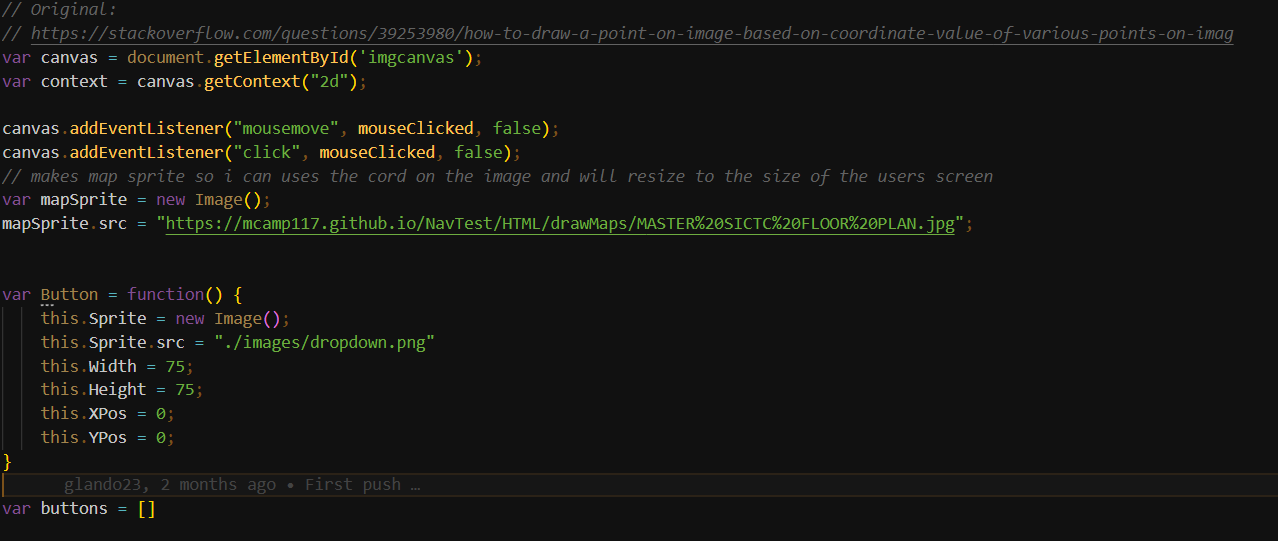 // Original:
// https://stackoverflow.com/questions/39253980/how-to-draw-a-point-on-image-based-on-coordinate-value-of-various-points-on-imag
var canvas = document.getElementById('imgcanvas');
var context = canvas.getContext("2d");
canvas.addEventListener("mousemove", mouseClicked, false);
canvas.addEventListener("click", mouseClicked, false);
// makes map sprite so i can uses the cord on the image and will resize to the size of the users screen
var mapSprite = new Image();
mapSprite.src = "https://mcamp117.github.io/NavTest/HTML/drawMaps/MASTER%20SICTC%20FLOOR%20PLAN.jpg";
var Button = function() {
this.Sprite = new Image();
this.Sprite.src = "./images/dropdown.png"
this.Width = 75;
this.Height = 75;
this.XPos = 0;
this.YPos = 0;
}
glando23, 2 months ago • First push …
var buttons = []